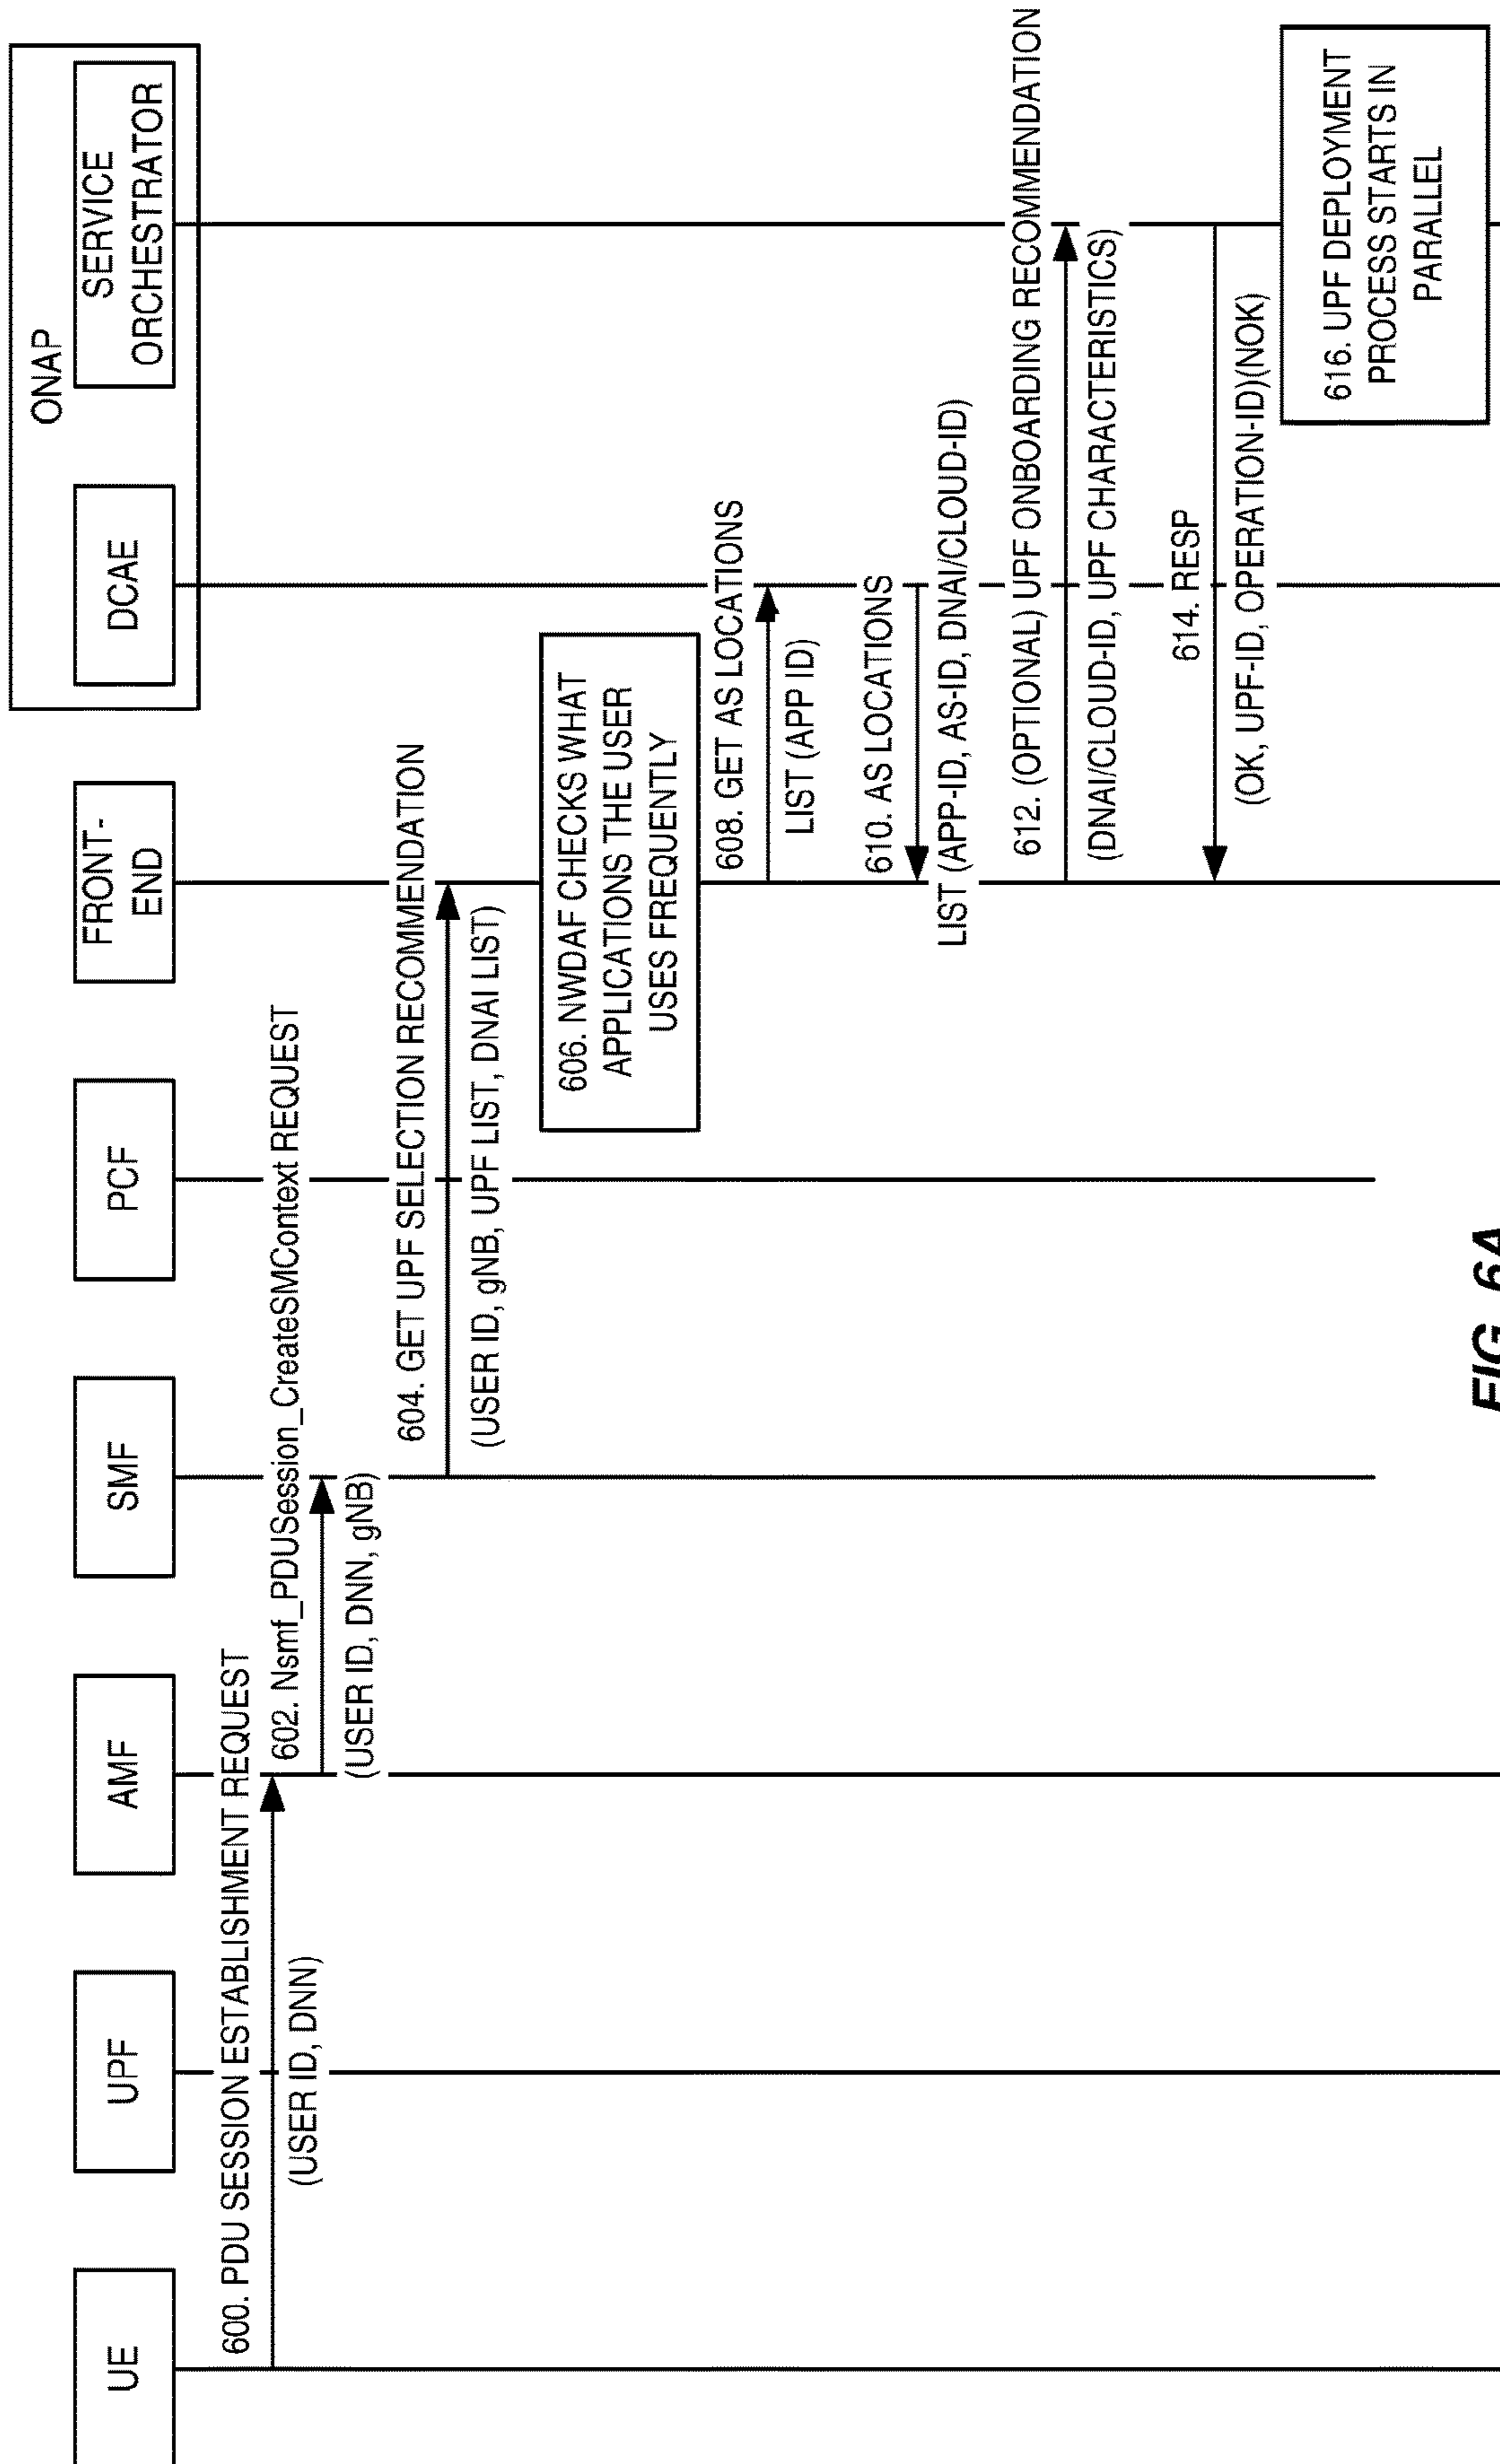 ONAP
UE
UPF
AMF
SMF
PCF
FRONT-
END
DCAE
SERVICE
ORCHESTRATOR
600. PDU SESSION ESTABLISHMENT REQUEST
(USER ID, DNN)
602. Nsmf_PDUSession_CreateSMContext REQUEST
(USER ID, DNN, gNB)
604. GET UPF SELECTION RECOMMENDATION
(USER ID, gNB, UPF LIST, DNAI LIST)
606. NWDAF CHECKS WHAT
APPLICATIONS THE USER
USES FREQUENTLY
608. GET AS LOCATIONS
LIST (APP ID)
610. AS LOCATIONS
LIST (APP-ID, AS-ID, DNAI/CLOUD-ID)
612. (OPTIONAL) UPF ONBOARDING RECOMMENDATION
(DNAI/CLOUD-ID, UPF CHARACTERISTICS)
614. RESP
(OK, UPF-ID, OPERATION-ID)(NOK)
616. UPF DEPLOYMENT
PROCESS STARTS IN
PARALLEL
FIG. 6A